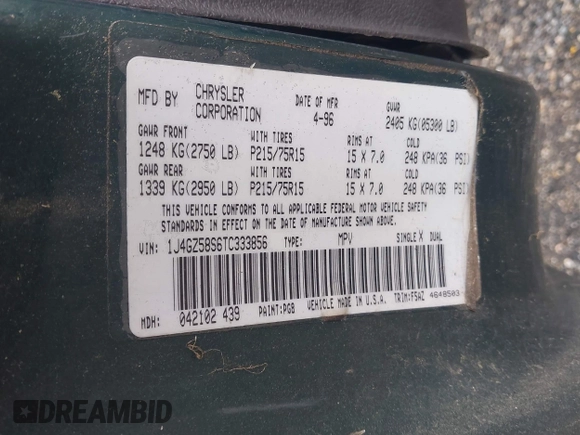 MFD BY CHRYSLER CORPORATION DATE OF MFR 4-96 GVWR 2405 KG(05300 LB)
GAWR FRONT WITH TIRES RIMS AT COLD
1248 KG(2750 LB) P215/75R15 15 X 7.0 248 KPA(36 PSI)
GAWR REAR WITH TIRES RIMS AT COLD
1339 KG(2950 LB) P215/75R15 15 X 7.0 248 KPA(36 PSI)
THIS VEHICLE CONFORMS TO ALL APPLICABLE FEDERAL MOTOR VEHICLE SAFETY
STANDARDS IN EFFECT ON THE DATE OF MANUFACTURE SHOWN ABOVE.
VIN: 1J4GZ58S6TC333856 TYPE: MPV SINGLE X DUAL
MDH: 042102 439 PAINT:PG8 VEHICLE MADE IN U.S.A. TRIM:F5AZ 4648503
DREAMBID